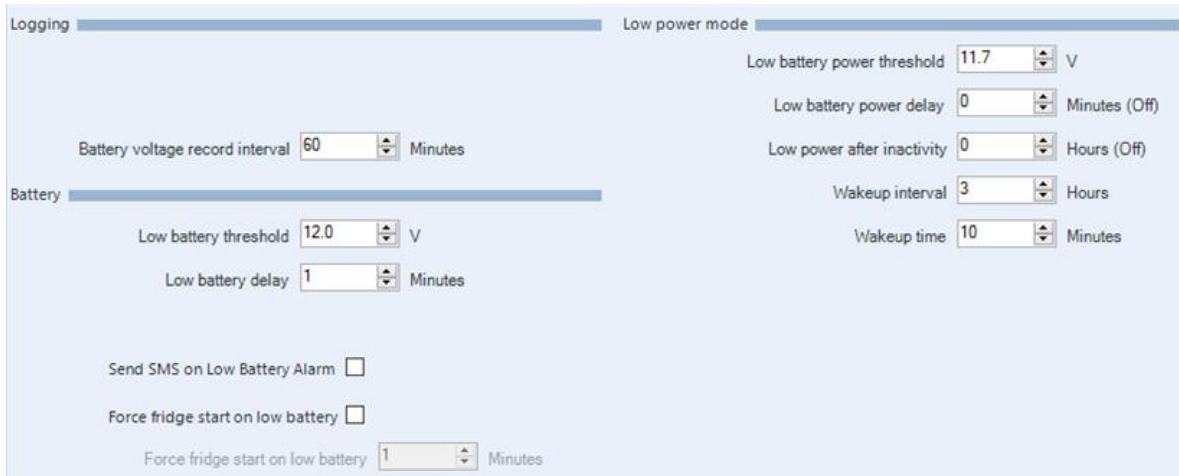 Logging
Battery voltage record interval 60 Minutes
Battery
Low battery threshold 12.0 V
Low battery delay 1 Minutes
Send SMS on Low Battery Alarm
Force fridge start on low battery
Force fridge start on low battery 1 Minutes
Low power mode
Low battery power threshold 11.7 V
Low battery power delay 0 Minutes (Off)
Low power after inactivity 0 Hours (Off)
Wakeup interval 3 Hours
Wakeup time 10 Minutes